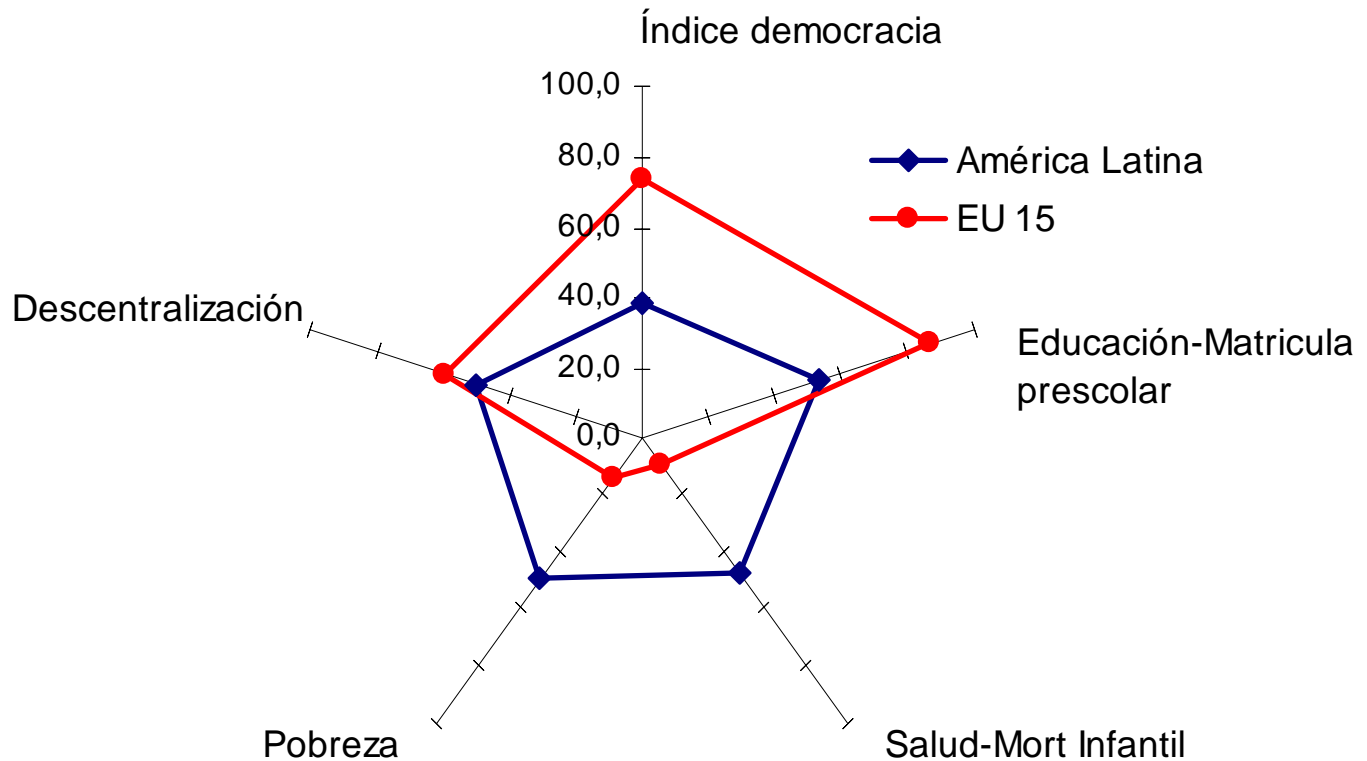 Índice democracia
100,0
80,0
60,0
40,0
20,0
0,0
América Latina
EU 15
Descentralización
Educación-Matricula
prescolar
Pobreza
Salud-Mort Infantil